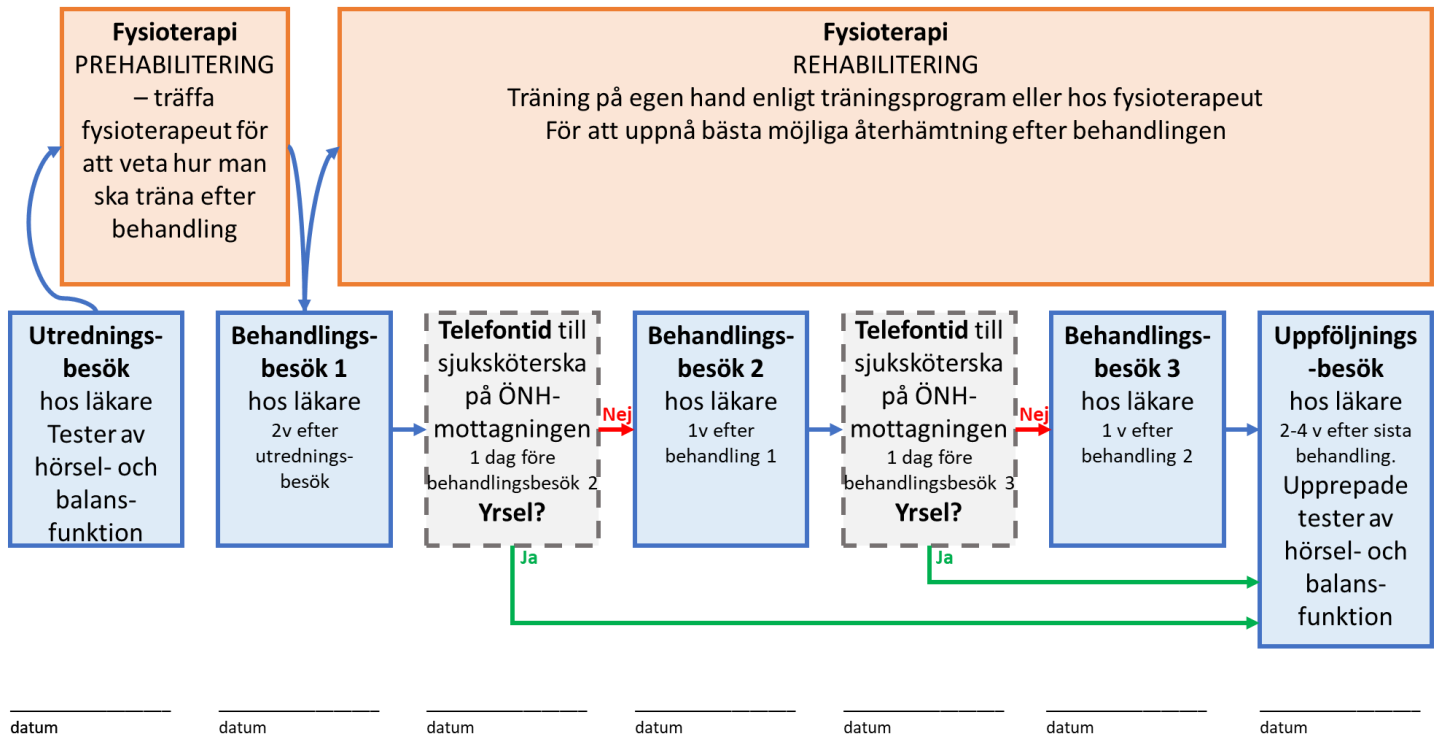 Fysioterapi
PREHABILITERING
– träffa
fysioterapeut för
att veta hur man
ska träna efter
behandling
Fysioterapi
REHABILITERING
Träning på egen hand enligt träningsprogram eller hos fysioterapeut
För att uppnå bästa möjliga återhämtning efter behandlingen
Utrednings-
besök
hos läkare
Tester av
hörsel- och
balans-
funktion
Behandlings-
besök 1
hos läkare
2v efter
utrednings-
besök
Telefontid till
sjuksköterska
på ÖNH-
mottagningen
1 dag före
behandlingsbesök 2
Yrsel?
Nej
Ja
Behandlings-
besök 2
hos läkare
1v efter
behandling 1
Telefontid till
sjuksköterska
på ÖNH-
mottagningen
1 dag före
behandlingsbesök 3
Yrsel?
Nej
Ja
Behandlings-
besök 3
hos läkare
1 v efter
behandling 2
Uppföljnings
-besök
hos läkare
2-4 v efter sista
behandling.
Upprepade
tester av
hörsel- och
balans-
funktion
datum
datum
datum
datum
datum
datum
datum